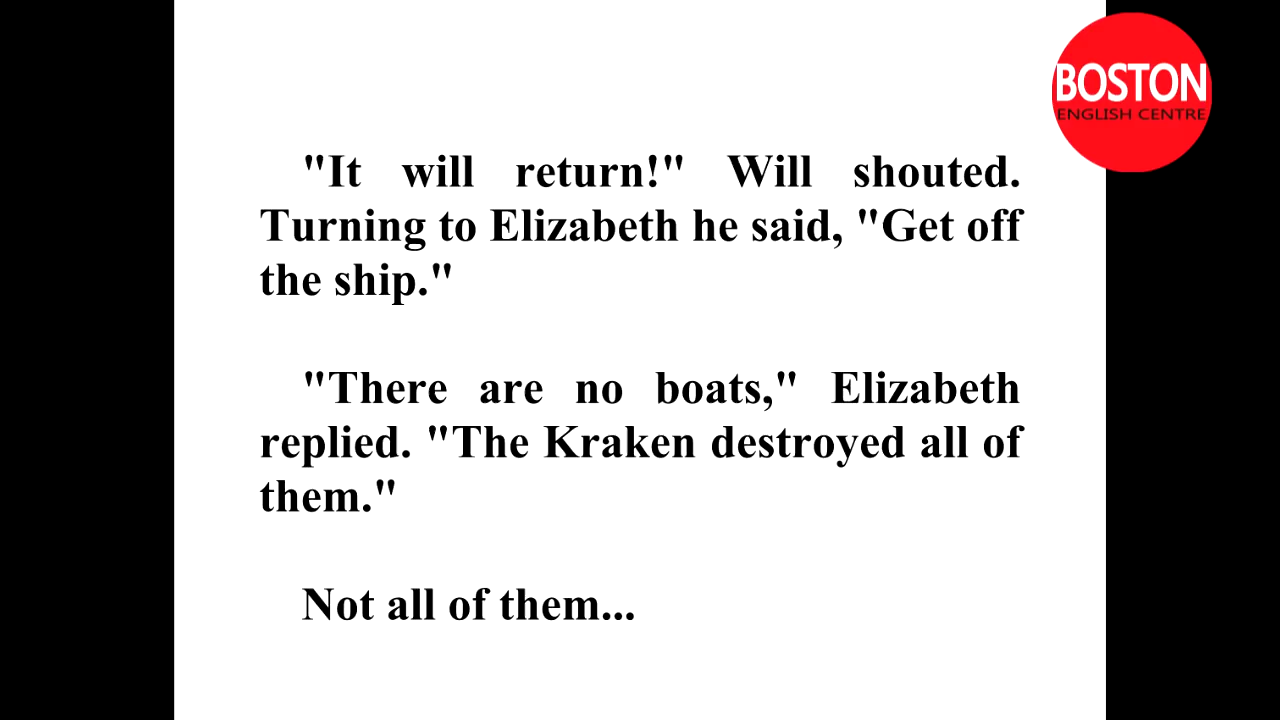 BOSTON
ENGLISH CENTRE
"It will return!" Will shouted.
Turning to Elizabeth he said, "Get off
the ship."
"There are no boats," Elizabeth
replied. "The Kraken destroyed all of
them."
Not all of them...